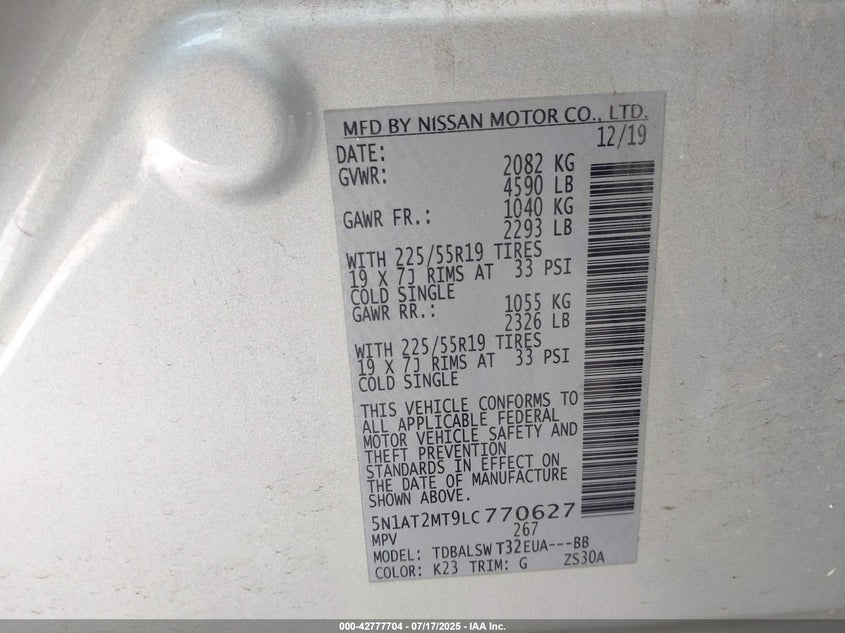 MFD BY NISSAN MOTOR CO., LTD.
DATE: 12/19
GVWR: 2082 KG
4590 LB
GAWR FR.: 1040 KG
2293 LB
WITH 225/55R19 TIRES
19 X 7J RIMS AT 33 PSI
COLD SINGLE
GAWR RR.: 1055 KG
2326 LB
WITH 225/55R19 TIRES
19 X 7J RIMS AT 33 PSI
COLD SINGLE
THIS VEHICLE CONFORMS TO
ALL APPLICABLE FEDERAL
MOTOR VEHICLE SAFETY AND
THEFT PREVENTION
STANDARDS IN EFFECT ON
THE DATE OF MANUFACTURE
SHOWN ABOVE.
5N1AT2MT9LC770627
MPV 267
MODEL: TDBALSW T32EUA---BB
COLOR: K23 TRIM: G ZS30A
000-42777704 - 07/17/2025 - IAA Inc.